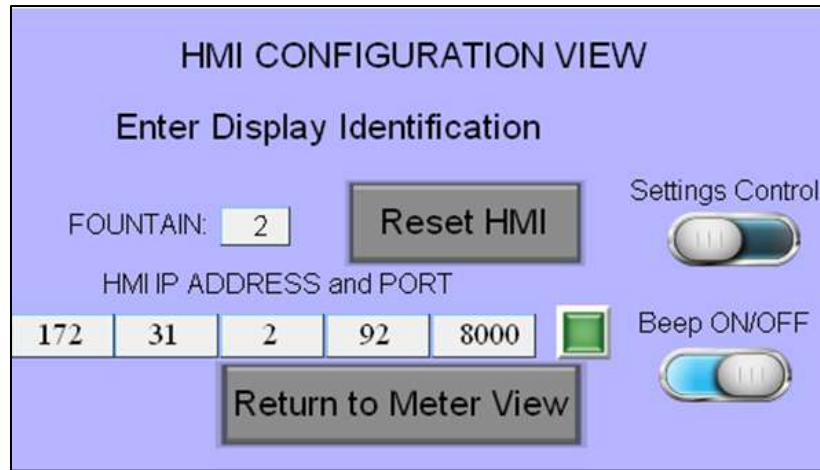 HMI CONFIGURATION VIEW
Enter Display Identification
Settings Control
FOUNTAIN: 2
Reset HMI
HMI IP ADDRESS and PORT
172 31 2 92 8000
Beep ON/OFF
Return to Meter View